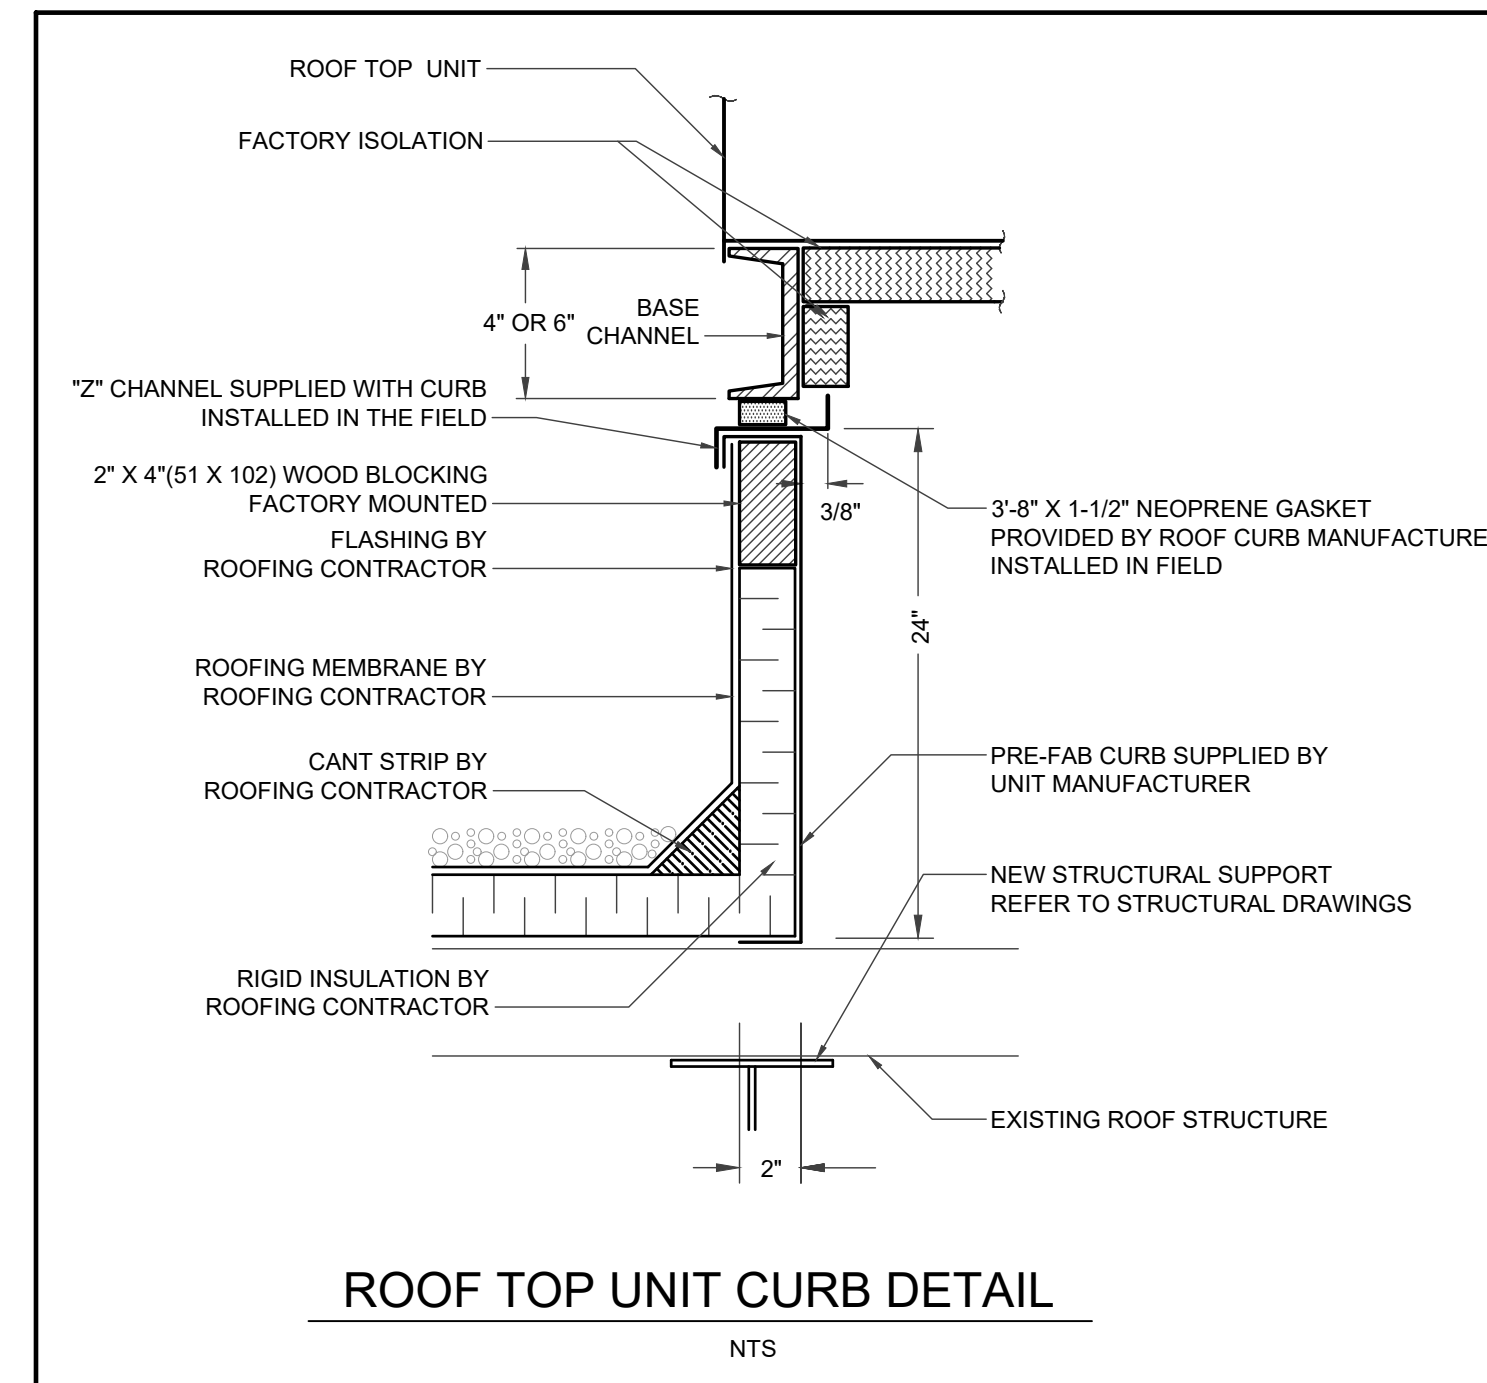 ROOF TOP UNIT
FACTORY ISOLATION
4" OR 6"
BASE
CHANNEL
"Z" CHANNEL SUPPLIED WITH CURB
INSTALLED IN THE FIELD
2" X 4"(51 X 102) WOOD BLOCKING
FACTORY MOUNTED
3/8"
3'-8" X 1-1/2" NEOPRENE GASKET
PROVIDED BY ROOF CURB MANUFACTURE
INSTALLED IN FIELD
FLASHING BY
ROOFING CONTRACTOR
24"
ROOFING MEMBRANE BY
ROOFING CONTRACTOR
CANT STRIP BY
ROOFING CONTRACTOR
PRE-FAB CURB SUPPLIED BY
UNIT MANUFACTURER
NEW STRUCTURAL SUPPORT
REFER TO STRUCTURAL DRAWINGS
RIGID INSULATION BY
ROOFING CONTRACTOR
EXISTING ROOF STRUCTURE
2"
ROOF TOP UNIT CURB DETAIL
NTS